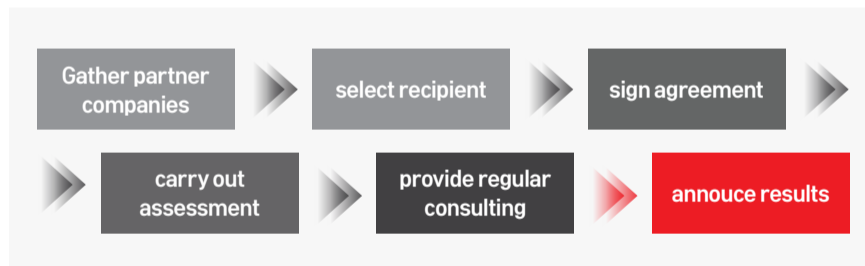 Gather partner
companies
select recipient
sign agreement
carry out
assessment
provide regular
consulting
annouce results